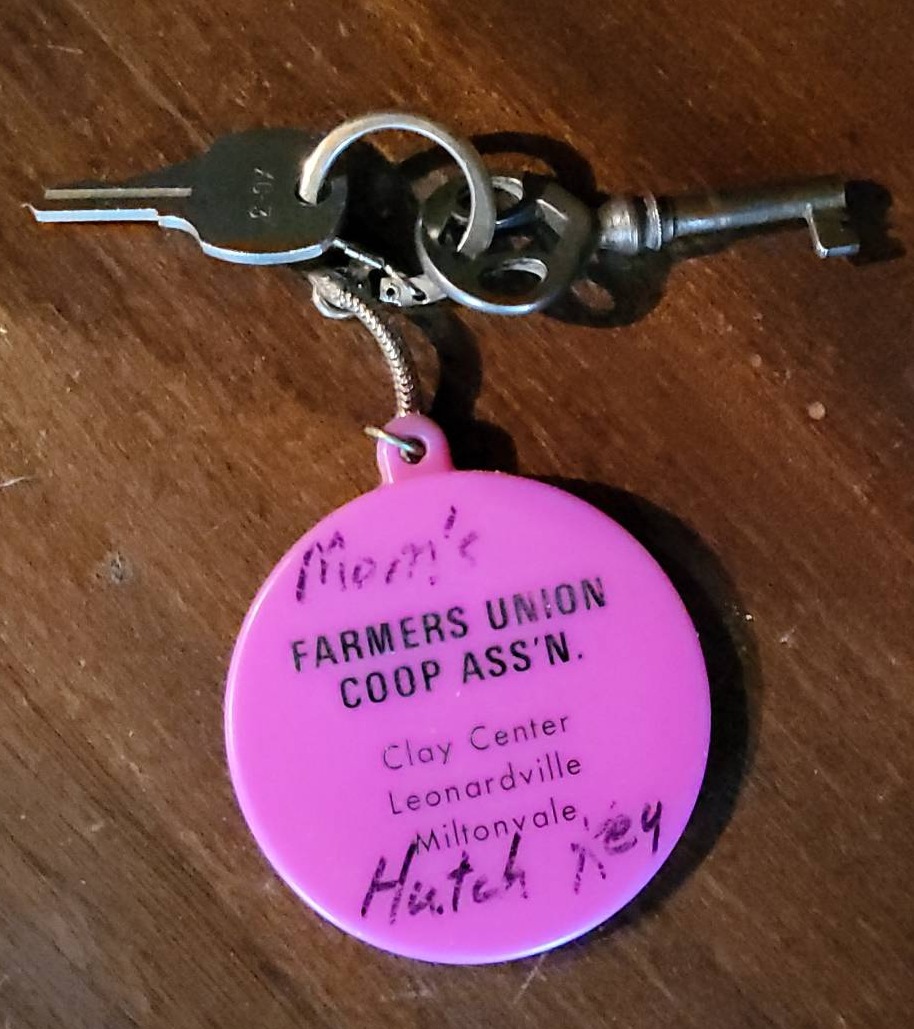 Mom's
FARMERS UNION
COOP ASS'N.
Clay Center
Leonardville
Miltonvale
Hutch Key